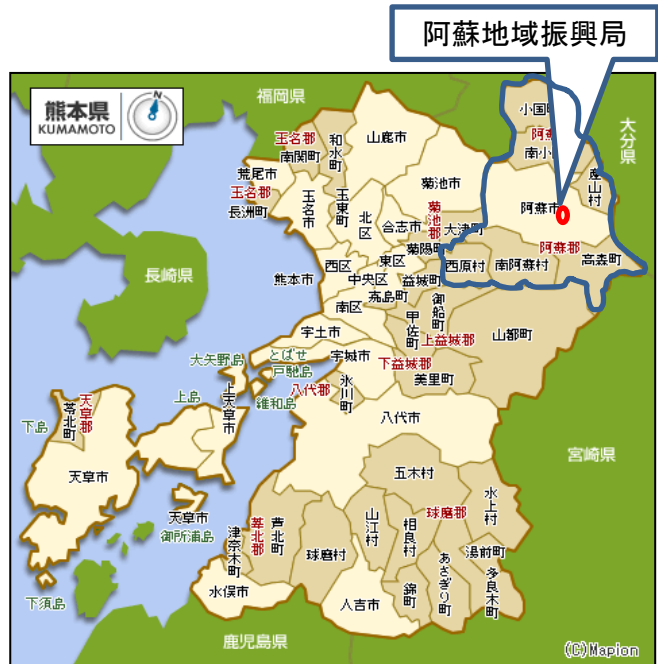 阿蘇地域振興局
熊本県
KUMAMOTO
N
福岡県
大分県
長崎県
宮崎県
鹿児島県
小国
阿蘇
南小
産山村
阿蘇市
阿蘇郡
高森町
南阿蘇村
西原村
大津町
菊池郡
菊陽町
菊池市
山鹿市
和水町
玉名郡
南関町
荒尾市
玉名郡
長洲町
玉名市
玉東町
北区
合志市
西区
東区
中央区
熊本市
南区
益城町
嘉島町
御船町
甲佐町
上益城郡
山都町
宇土市
宇城市
下益城郡
美里町
大矢野島
とばせ
戸馳島
維和島
八代郡
氷川町
八代市
上島
上天草市
天草郡
苓北町
下島
天草市
天草市
御所浦島
下須島
五木村
水上村
球磨郡
山江村
相良村
湯前町
多良木町
あさぎり町
錦町
人吉市
球磨村
芦北町
葦北郡
津奈木町
水俣市
(C)Mapion